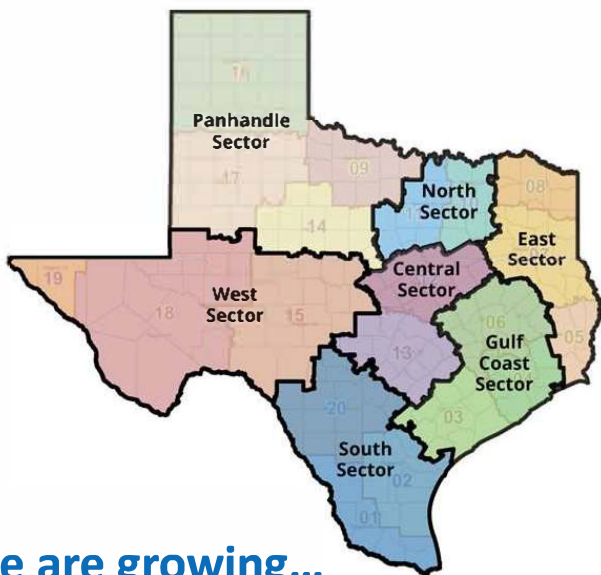 16
Panhandle
Sector
09
17
14
North
Sector
08
East
Sector
Central
Sector
19
18
West
Sector
15
13
06
05
Gulf
Coast
Sector
03
20
South
Sector
02
01
e are growing...